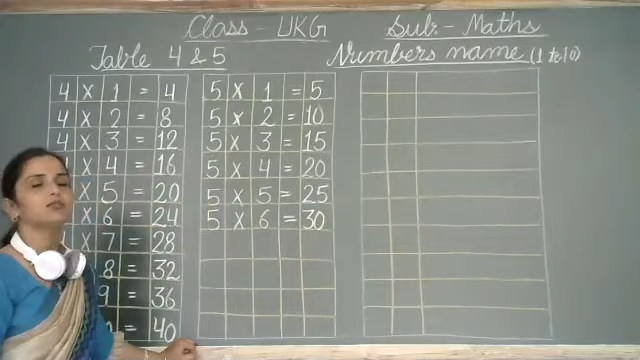 Class - UKG
Sub:- Maths
Table 4 & 5
Numbers name (1 to 10)
4 X 1 = 4
4 X 2 = 8
4 X 3 = 12
X 4 = 16
X 5 = 20
X 6 = 24
X 7 = 28
8 = 32
9 = 36
= 40
5 X 1 = 5
5 X 2 = 10
5 X 3 = 15
5 X 4 = 20
5 X 5 = 25
5 X 6 = 30